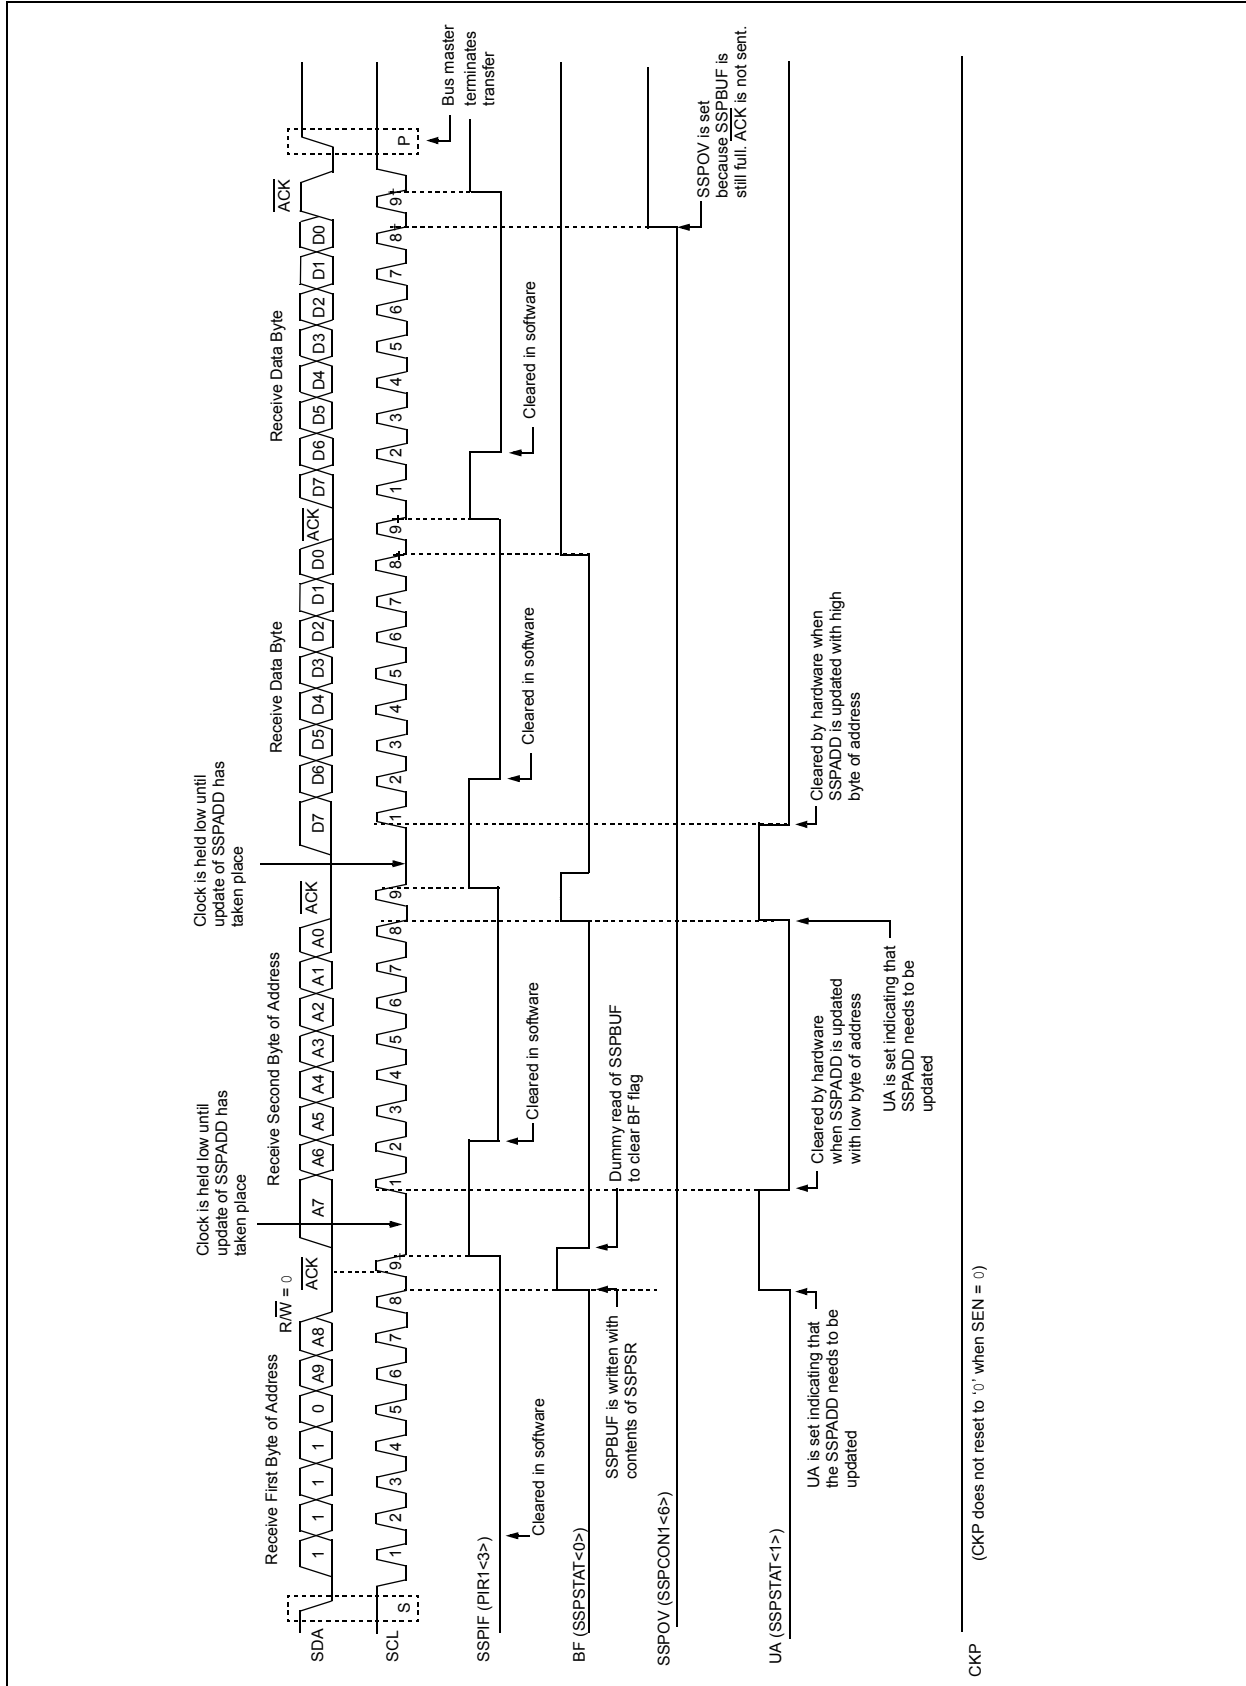 Receive First Byte of Address
R/W = 0
ACK
Clock is held low until
update of SSPADD has
taken place
Receive Second Byte of Address
ACK
Clock is held low until
update of SSPADD has
taken place
Receive Data Byte
ACK
Receive Data Byte
ACK
SDA
1 1 1 1 0 A9 A8
A7 A6 A5 A4 A3 A2 A1 A0
D7 D6 D5 D4 D3 D2 D1 D0
D7 D6 D5 D4 D3 D2 D1 D0
SCL
S
1 2 3 4 5 6 7 8 9
1 2 3 4 5 6 7 8 9
1 2 3 4 5 6 7 8 9
1 2 3 4 5 6 7 8 9
P
Bus master
terminates
transfer
SSPIF (PIR1<3>)
Cleared in software
Cleared in software
Cleared in software
Cleared in software
BF (SSPSTAT<0>)
SSPBUF is written with
contents of SSPSR
Dummy read of SSPBUF
to clear BF flag
SSPOV (SSPCON1<6>)
SSPOV is set
because SSPBUF is
still full. ACK is not sent.
UA (SSPSTAT<1>)
UA is set indicating that
the SSPADD needs to be
updated
Cleared by hardware
when SSPADD is updated
with low byte of address
UA is set indicating that
SSPADD needs to be
updated
Cleared by hardware when
SSPADD is updated with high
byte of address
CKP
(CKP does not reset to ‘0’ when SEN = 0)